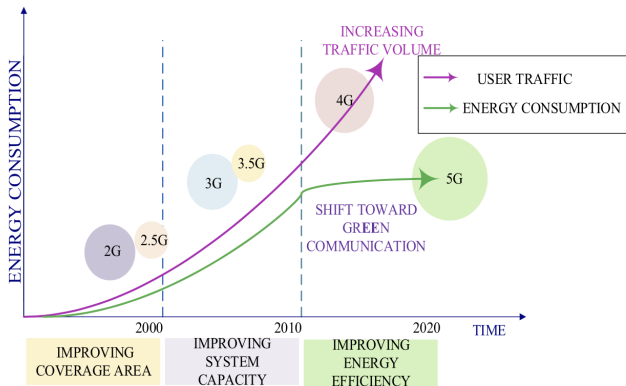 INCREASING
TRAFFIC VOLUME
USER TRAFFIC
ENERGY CONSUMPTION
ENERGY CONSUMPTION
4G
3.5G
3G
5G
2.5G
2G
SHIFT TOWARD
GREEN
COMMUNICATION
2000
2010
2020
TIME
IMPROVING
COVERAGE AREA
IMPROVING
SYSTEM
CAPACITY
IMPROVING
ENERGY
EFFICIENCY